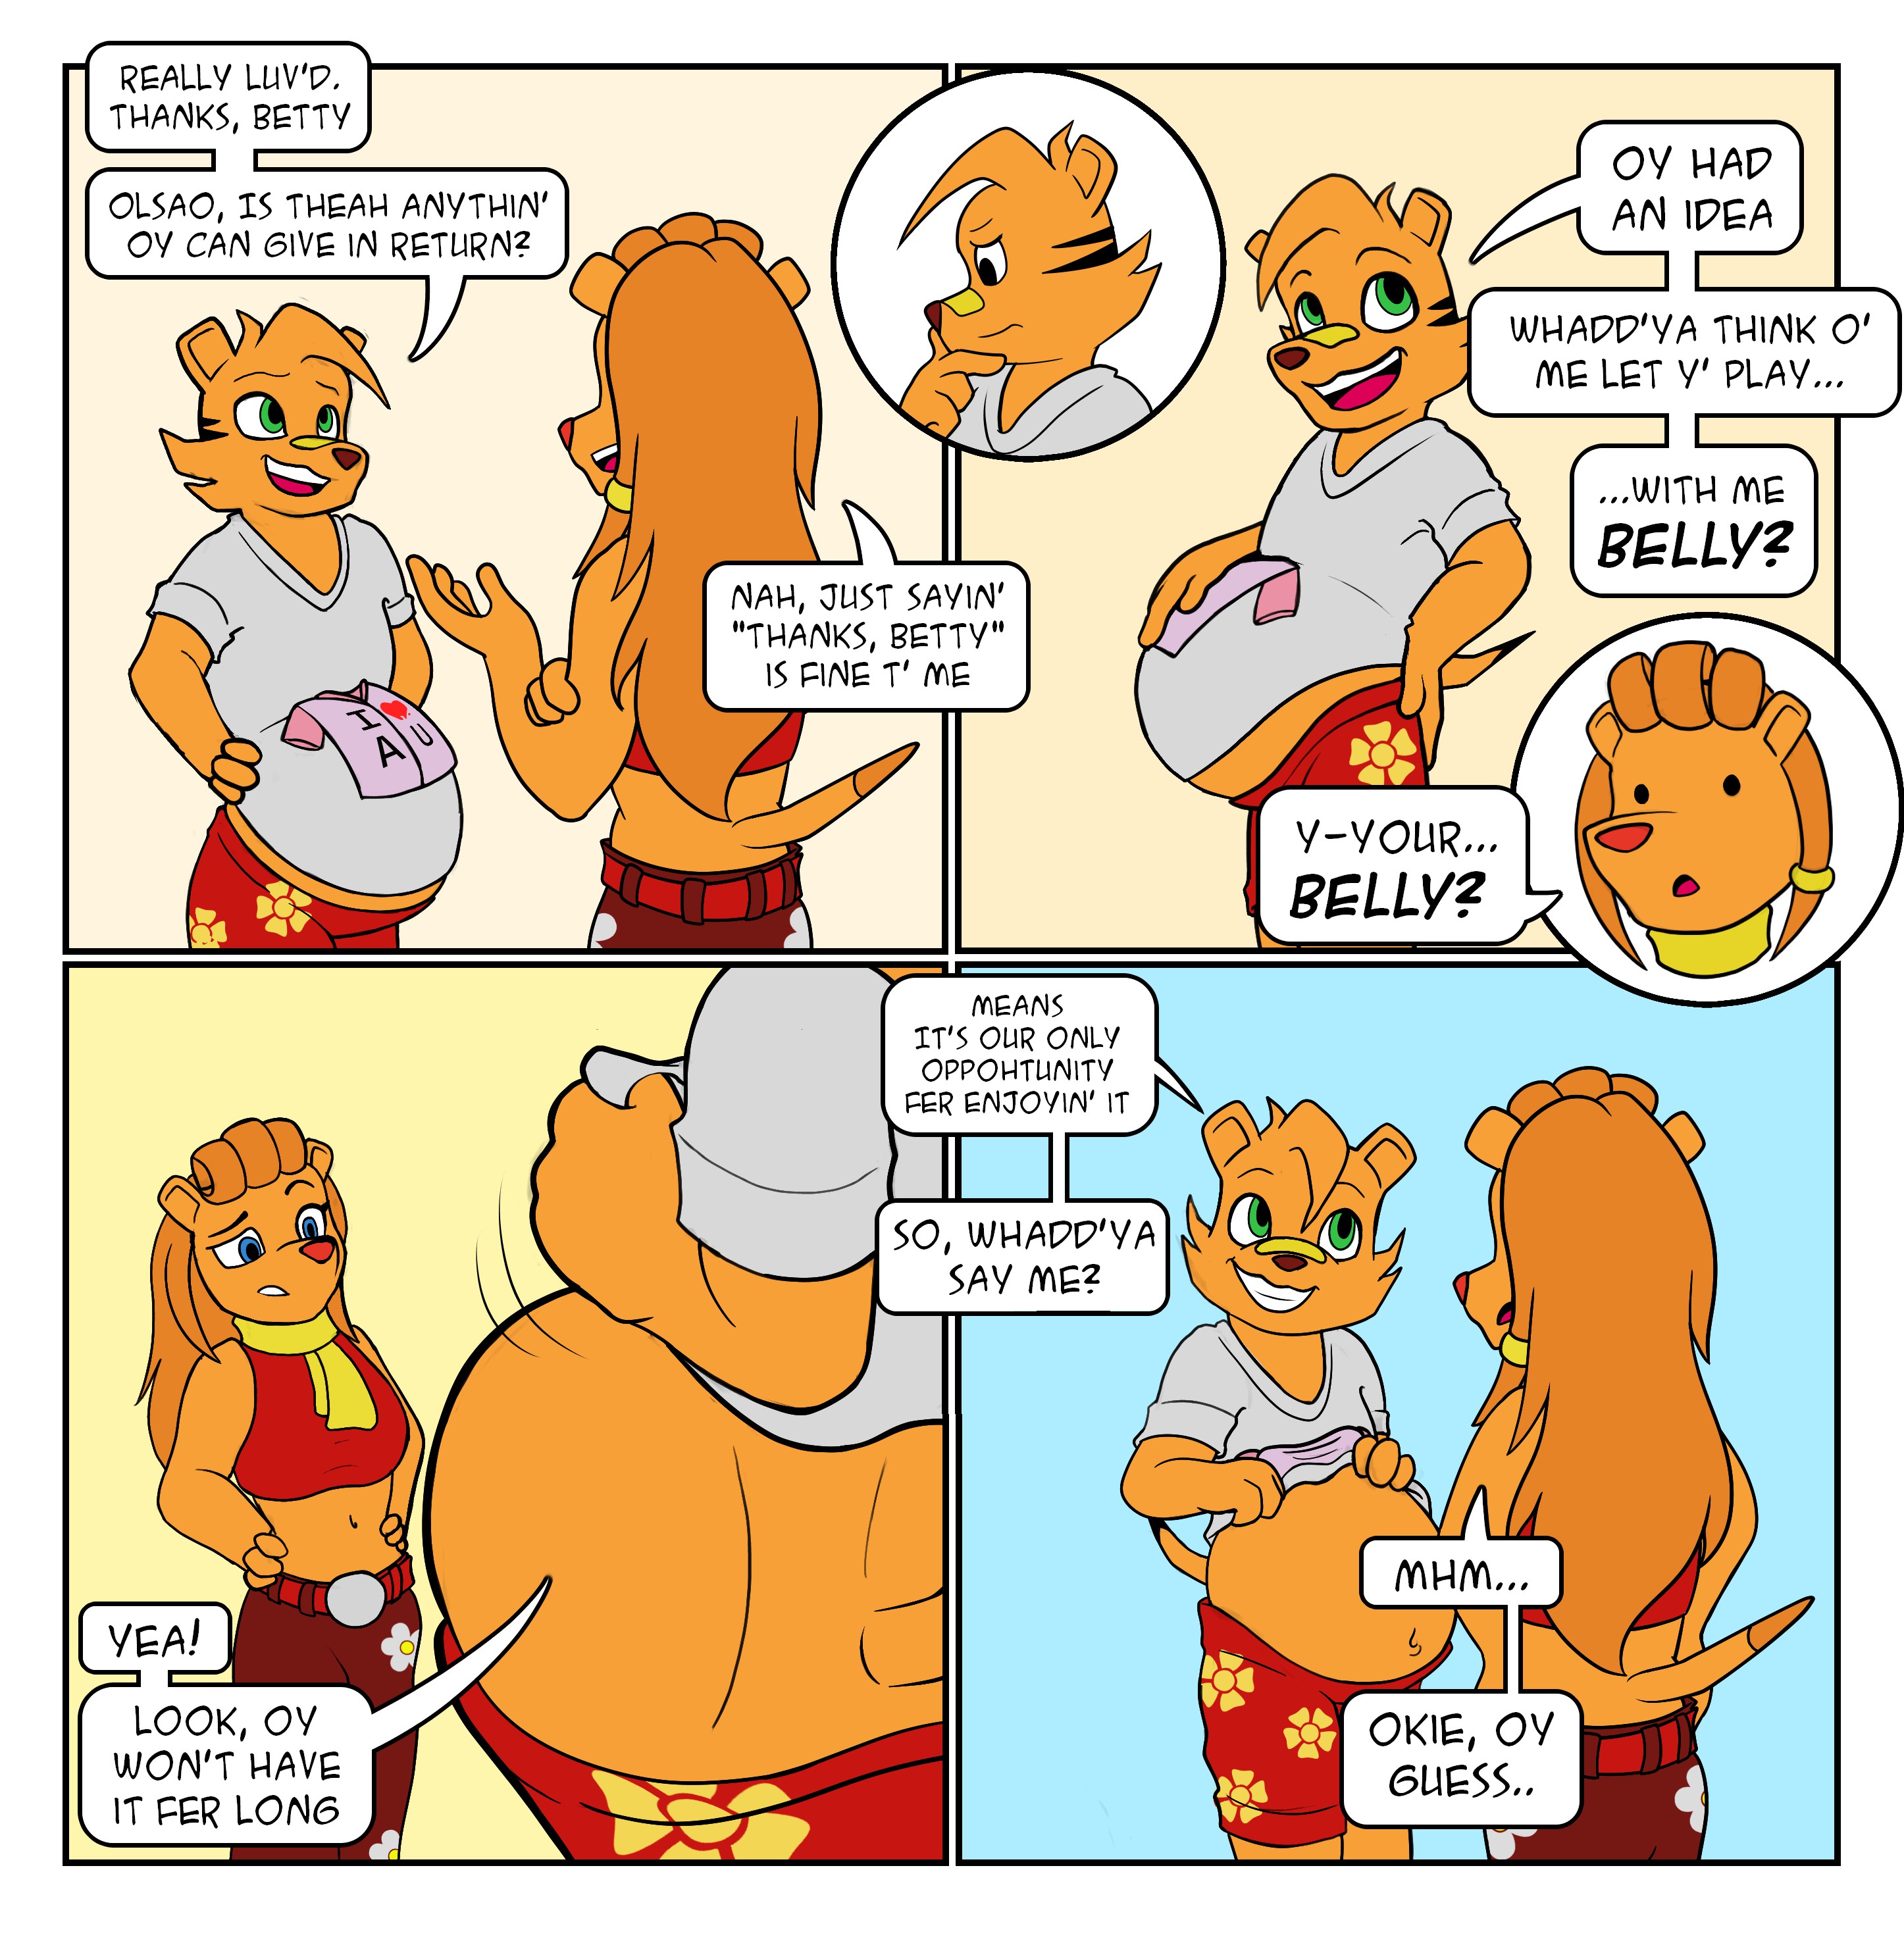 REALLY LUV'D.
THANKS, BETTY
OLSAO, IS THEAH ANYTHIN'
OY CAN GIVE IN RETURN?
NAH, JUST SAYIN'
"THANKS, BETTY"
IS FINE T' ME
I ❤ U
A
OY HAD
AN IDEA
WHADD'YA THINK O'
ME LET Y' PLAY...
...WITH ME
BELLY?
Y-YOUR...
BELLY?
YEA!
LOOK, OY
WON'T HAVE
IT FER LONG
MEANS
IT'S OUR ONLY
OPPOHTUNITY
FER ENJOYIN' IT
SO, WHADD'YA
SAY ME?
MHM...
OKIE, OY
GUESS..